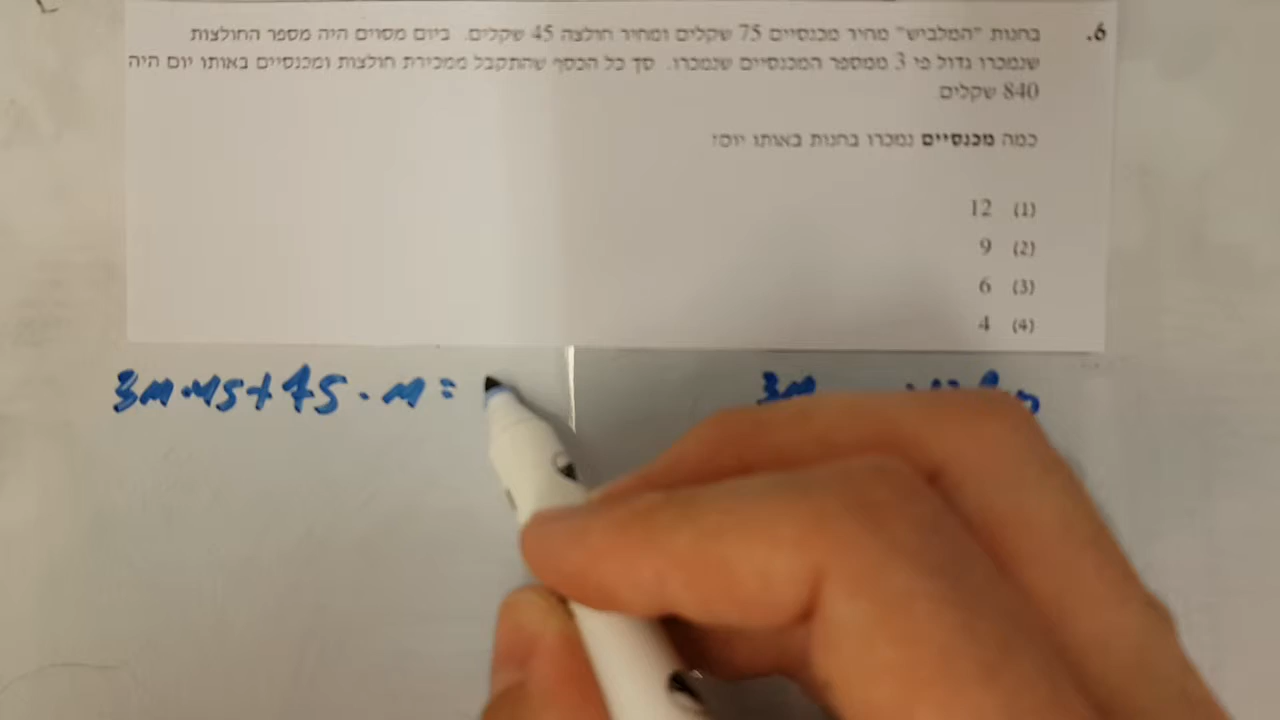 6. בחנות "המלביש" מחיר מכנסיים 75 שקלים ומחיר חולצה 45 שקלים. ביום מסוים היה מספר החולצות
שנמכרו גדול פי 3 ממספר המכנסיים שנמכרו. סך כל הכסף שהתקבל ממכירת חולצות ומכנסיים באותו יום היה
840 שקלים
כמה מכנסיים נמכרו בחנות באותו יום?
(1) 12
(2) 9
(3) 6
(4) 4
3m·45+75·m=
3m